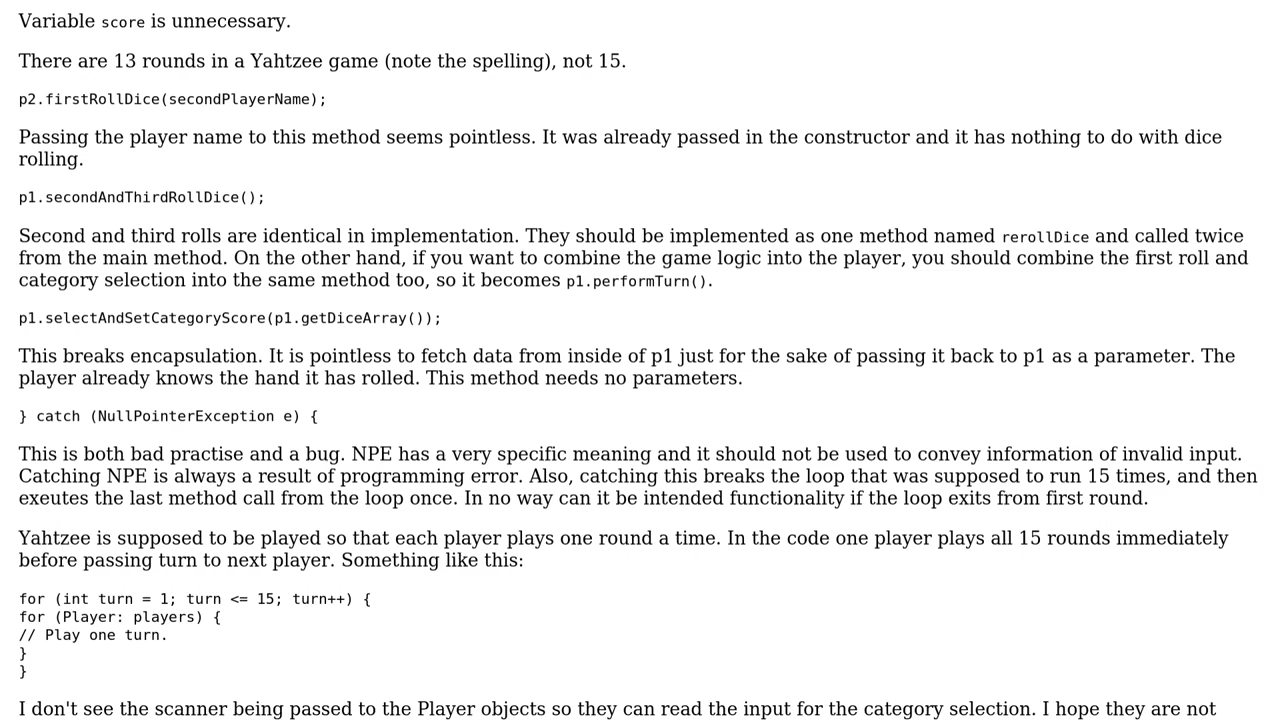 Variable score is unnecessary.
There are 13 rounds in a Yahtzee game (note the spelling), not 15.
p2.firstRollDice(secondPlayerName);
Passing the player name to this method seems pointless. It was already passed in the constructor and it has nothing to do with dice
rolling.
p1.secondAndThirdRollDice();
Second and third rolls are identical in implementation. They should be implemented as one method named rerollDice and called twice
from the main method. On the other hand, if you want to combine the game logic into the player, you should combine the first roll and
category selection into the same method too, so it becomes p1.performTurn().
p1.selectAndSetCategoryScore(p1.getDiceArray());
This breaks encapsulation. It is pointless to fetch data from inside of p1 just for the sake of passing it back to p1 as a parameter. The
player already knows the hand it has rolled. This method needs no parameters.
} catch (NullPointerException e) {
This is both bad practise and a bug. NPE has a very specific meaning and it should not be used to convey information of invalid input.
Catching NPE is always a result of programming error. Also, catching this breaks the loop that was supposed to run 15 times, and then
exeutes the last method call from the loop once. In no way can it be intended functionality if the loop exits from first round.
Yahtzee is supposed to be played so that each player plays one round a time. In the code one player plays all 15 rounds immediately
before passing turn to next player. Something like this:
for (int turn = 1; turn <= 15; turn++) {
for (Player: players) {
// Play one turn.
}
}
I don't see the scanner being passed to the Player objects so they can read the input for the category selection. I hope they are not